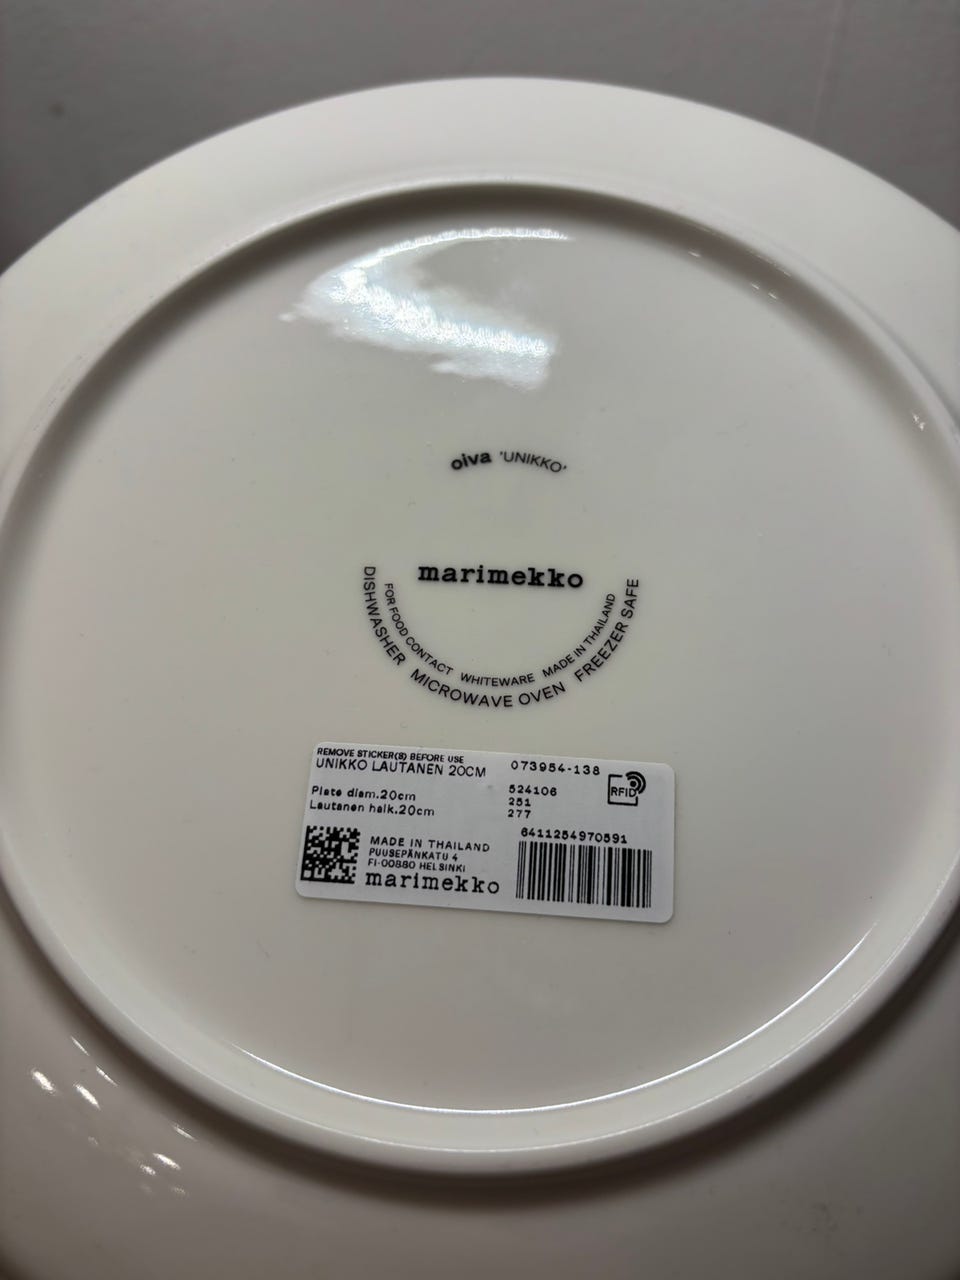 oiva 'UNIKKO'
marimekko
FOR FOOD CONTACT WHITEWARE MADE IN THAILAND
DISHWASHER MICROWAVE OVEN FREEZER SAFE
REMOVE STICKER(S) BEFORE USE
UNIKKO LAUTANEN 20CM
073954-138
Plate diam.20cm
Lautanen halk.20cm
524106
251
277
RFID
6411254970591
MADE IN THAILAND
PUUSEPÄNKATU 4
FI-00880 HELSINKI
marimekko